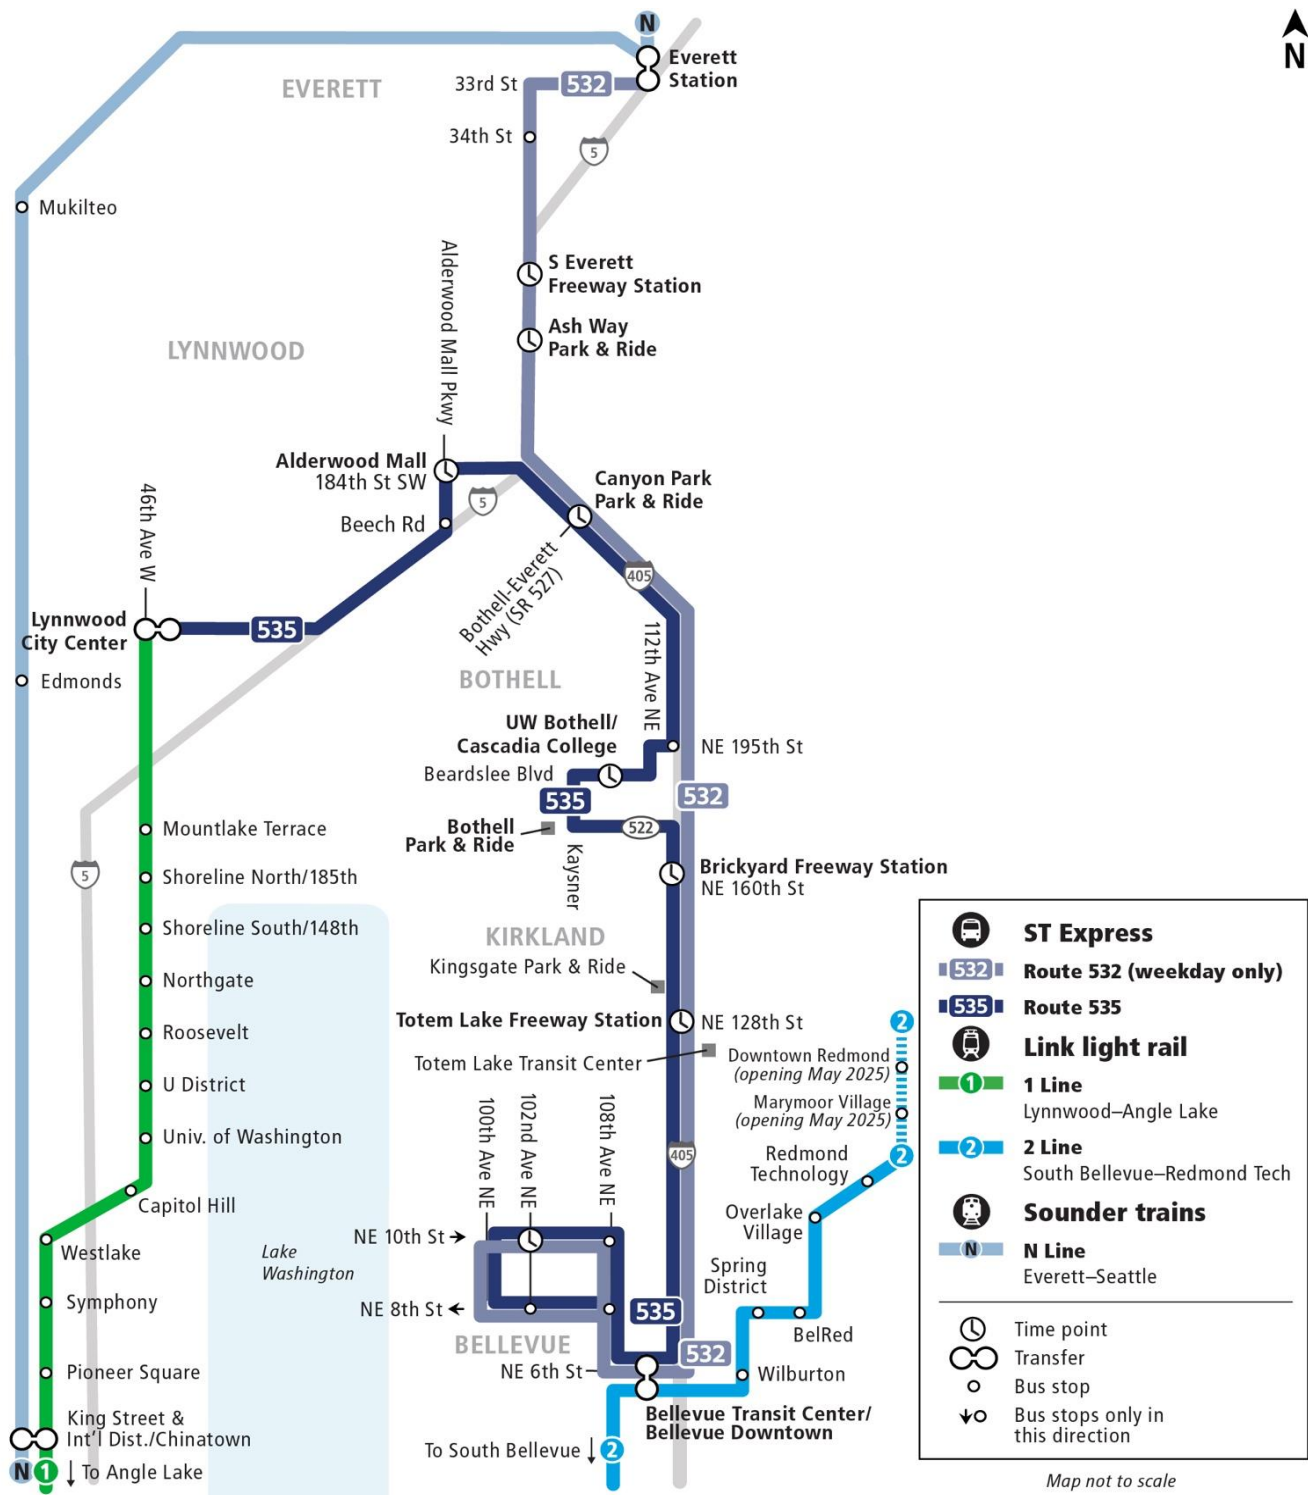 N
N
Everett
Station
EVERETT
33rd St
532
34th St
5
Mukilteo
S Everett
Freeway Station
Alderwood Mall Pkwy
Ash Way
Park & Ride
LYNNWOOD
Alderwood Mall
184th St SW
5
Canyon Park
Park & Ride
46th Ave W
Beech Rd
Bothell-Everett
Hwy (SR 527)
405
Lynnwood
City Center
535
112th Ave NE
Edmonds
BOTHELL
UW Bothell/
Cascadia College
NE 195th St
Beardslee Blvd
535
532
Mountlake Terrace
Bothell
Park & Ride
522
Kaysner
5
Shoreline North/185th
Brickyard Freeway Station
NE 160th St
Shoreline South/148th
KIRKLAND
Kingsgate Park & Ride
Northgate
Totem Lake Freeway Station
NE 128th St
2
Roosevelt
Totem Lake Transit Center
Downtown Redmond
(opening May 2025)
U District
100th Ave NE
102nd Ave NE
108th Ave NE
Marymoor Village
(opening May 2025)
Univ. of Washington
405
Redmond
Technology
2
Capitol Hill
Overlake
Village
Westlake
Lake
Washington
NE 10th St
Spring
District
Symphony
NE 8th St
535
BelRed
BELLEVUE
532
Pioneer Square
NE 6th St
Wilburton
King Street &
Int'l Dist./Chinatown
Bellevue Transit Center/
Bellevue Downtown
To South Bellevue
2
N
1
To Angle Lake
ST Express
532
Route 532 (weekday only)
535
Route 535
Link light rail
1
1 Line
Lynnwood–Angle Lake
2
2 Line
South Bellevue–Redmond Tech
Sounder trains
N
N Line
Everett–Seattle
Time point
Transfer
Bus stop
Bus stops only in
this direction
Map not to scale